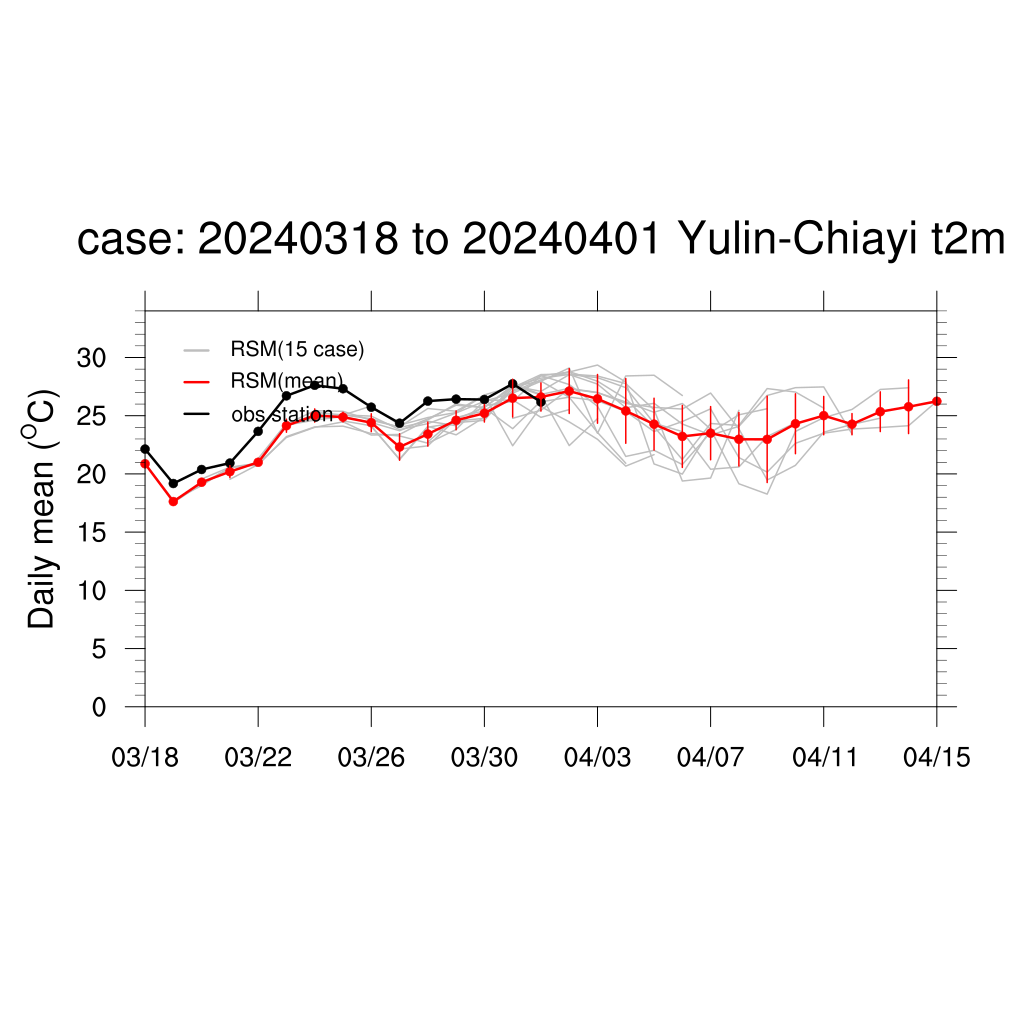 case: 20240318 to 20240401 Yulin-Chiayi t2m
RSM(15 case)
RSM(mean)
obs station
Daily mean (OC)
30
25
20
15
10
5
0
03/18 03/22 03/26 03/30 04/03 04/07 04/11 04/15